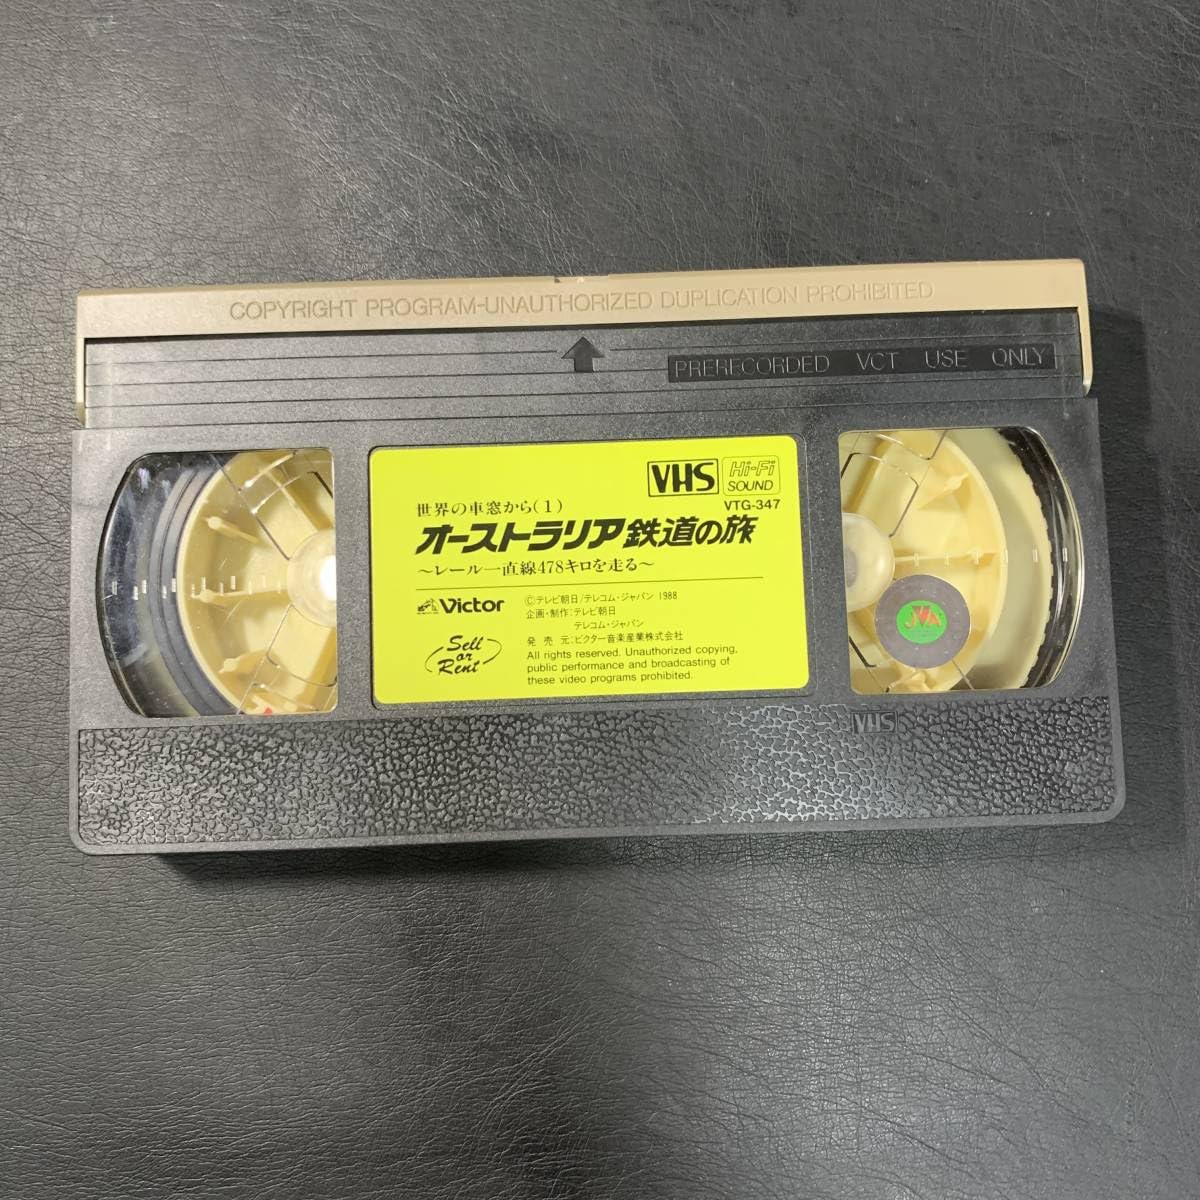 COPYRIGHT PROGRAM-UNAUTHORIZED DUPLICATION PROHIBITED
PRERECORDED VCT USE ONLY
VHS Hi-Fi SOUND
VTG-347
世界の車窓から(1)
オーストラリア鉄道の旅
〜レール一直線478キロを走る〜
Victor
©テレビ朝日/テレコム・ジャパン 1988
企画・制作:テレビ朝日
テレコム・ジャパン
発売元:ビクター音楽産業株式会社
Sell or Rent
All rights reserved. Unauthorized copying,
public performance and broadcasting of
these video programs prohibited.
JVA
VHS